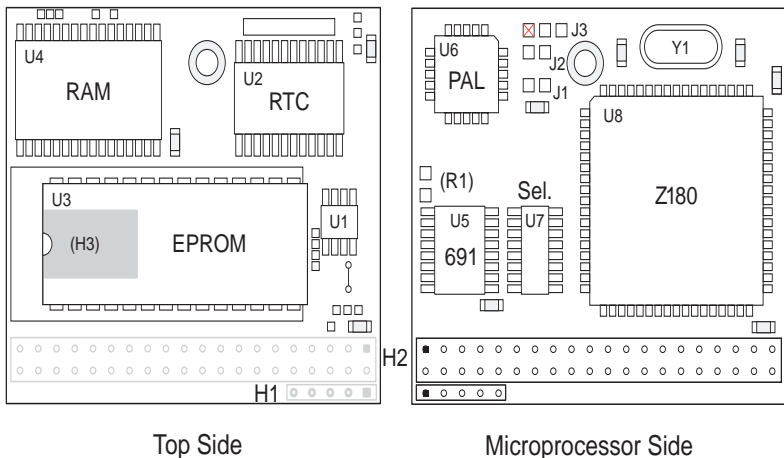 U4
RAM
U2
RTC
U3
(H3)
EPROM
U1
H1
Top Side
U6
PAL
J3
J2
J1
Y1
U8
Z180
(R1)
Sel.
U5
691
U7
H2
Microprocessor Side